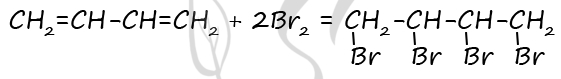 CH₂=CH-CH=CH₂ + 2Br₂ = CH₂-CH-CH-CH₂
Br Br Br Br